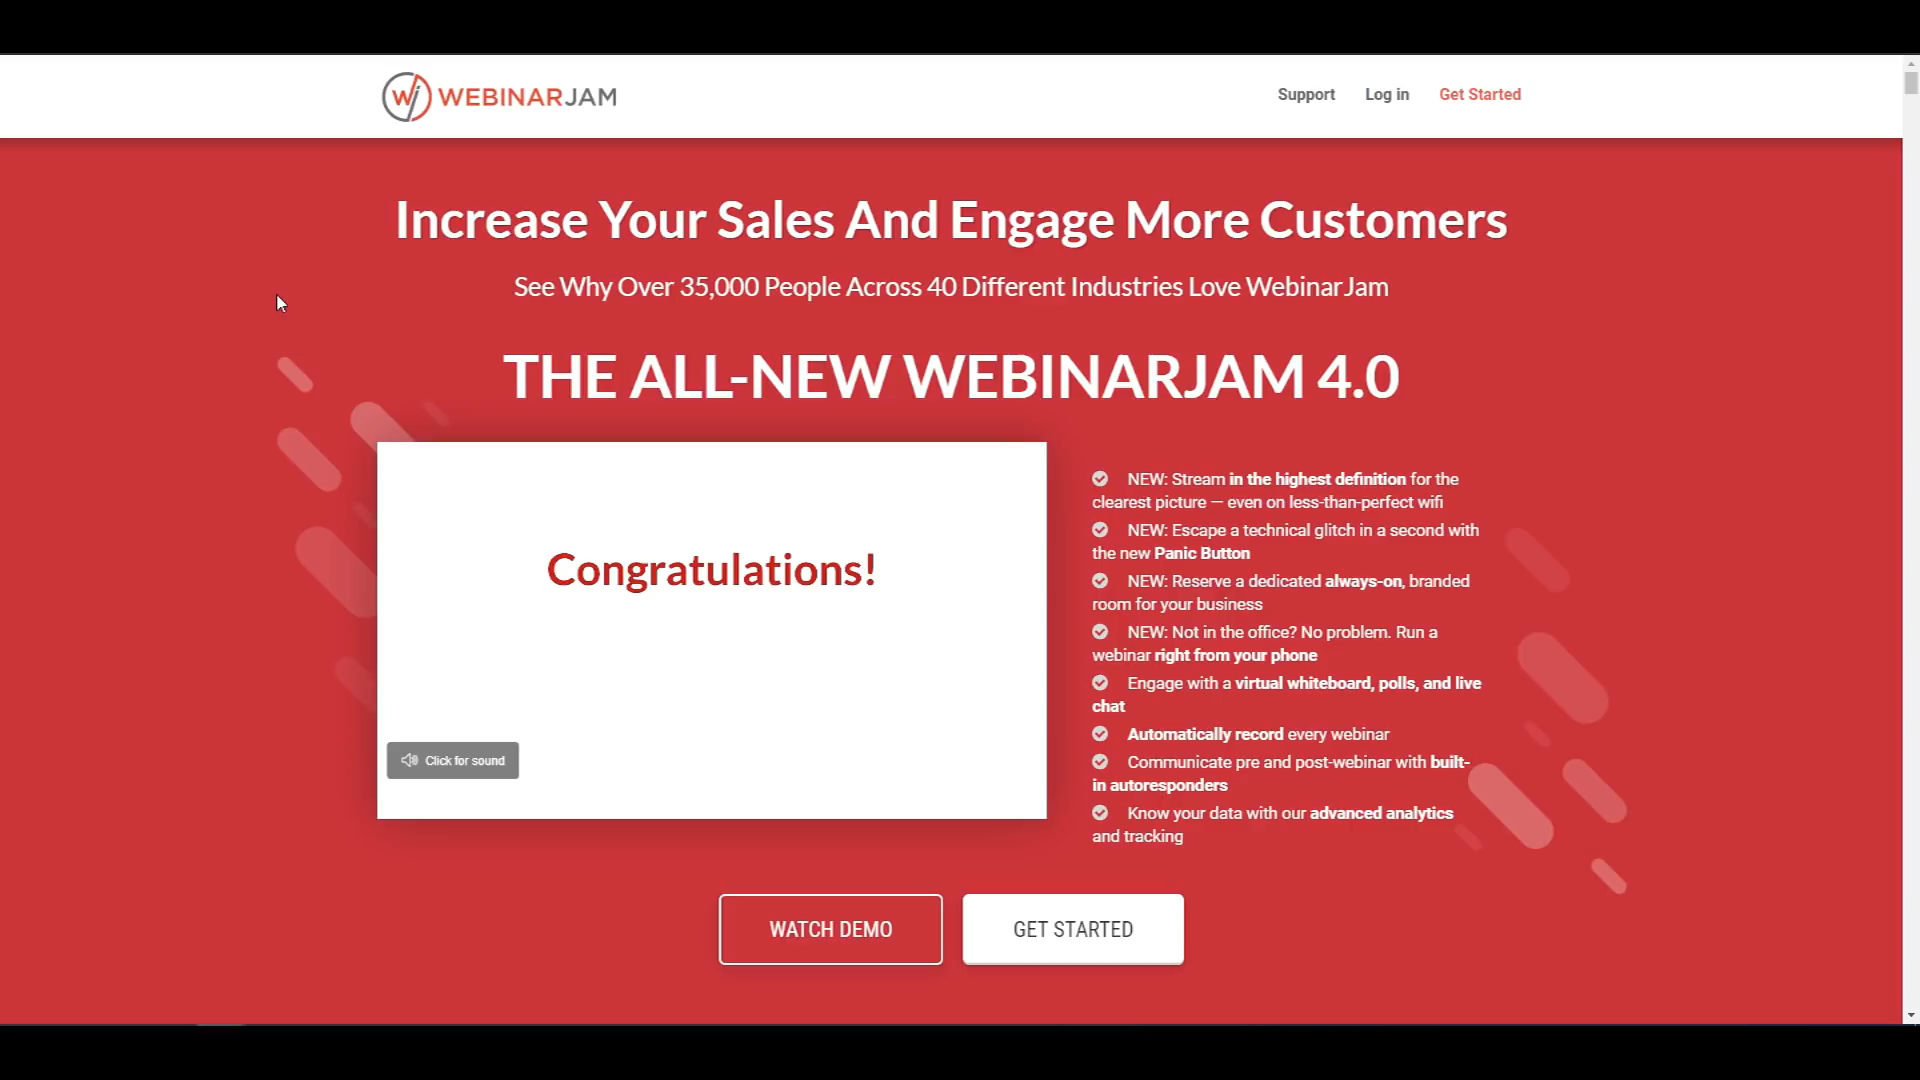 WEBINARJAM
Support Log in Get Started
Increase Your Sales And Engage More Customers
See Why Over 35,000 People Across 40 Different Industries Love WebinarJam
THE ALL-NEW WEBINARJAM 4.0
Congratulations!
Click for sound
NEW: Stream in the highest definition for the
clearest picture — even on less-than-perfect wifi
NEW: Escape a technical glitch in a second with
the new Panic Button
NEW: Reserve a dedicated always-on, branded
room for your business
NEW: Not in the office? No problem. Run a
webinar right from your phone
Engage with a virtual whiteboard, polls, and live
chat
Automatically record every webinar
Communicate pre and post-webinar with built-
in autoresponders
Know your data with our advanced analytics
and tracking
WATCH DEMO
GET STARTED